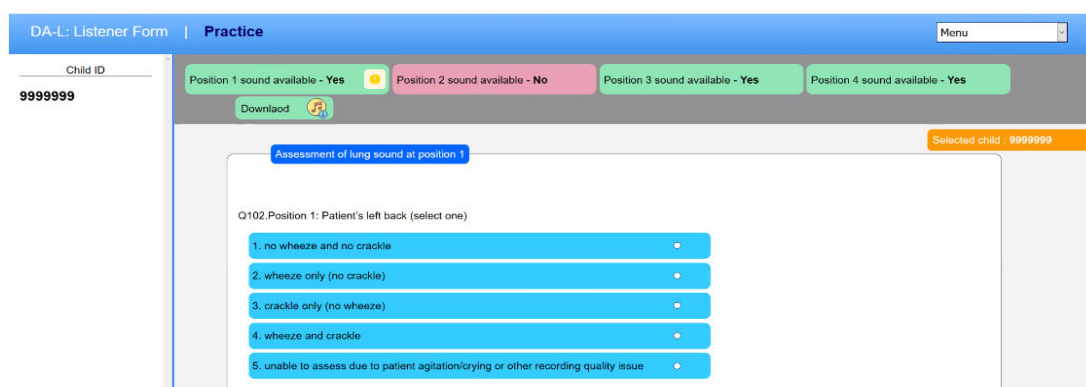 DA-L: Listener Form | Practice
Menu
Child ID
9999999
Position 1 sound available - Yes
Position 2 sound available - No
Position 3 sound available - Yes
Position 4 sound available - Yes
Downlaod
Selected child : 9999999
Assessment of lung sound at position 1
Q102.Position 1: Patient's left back (select one)
1. no wheeze and no crackle
2. wheeze only (no crackle)
3. crackle only (no wheeze)
4. wheeze and crackle
5. unable to assess due to patient agitation/crying or other recording quality issue